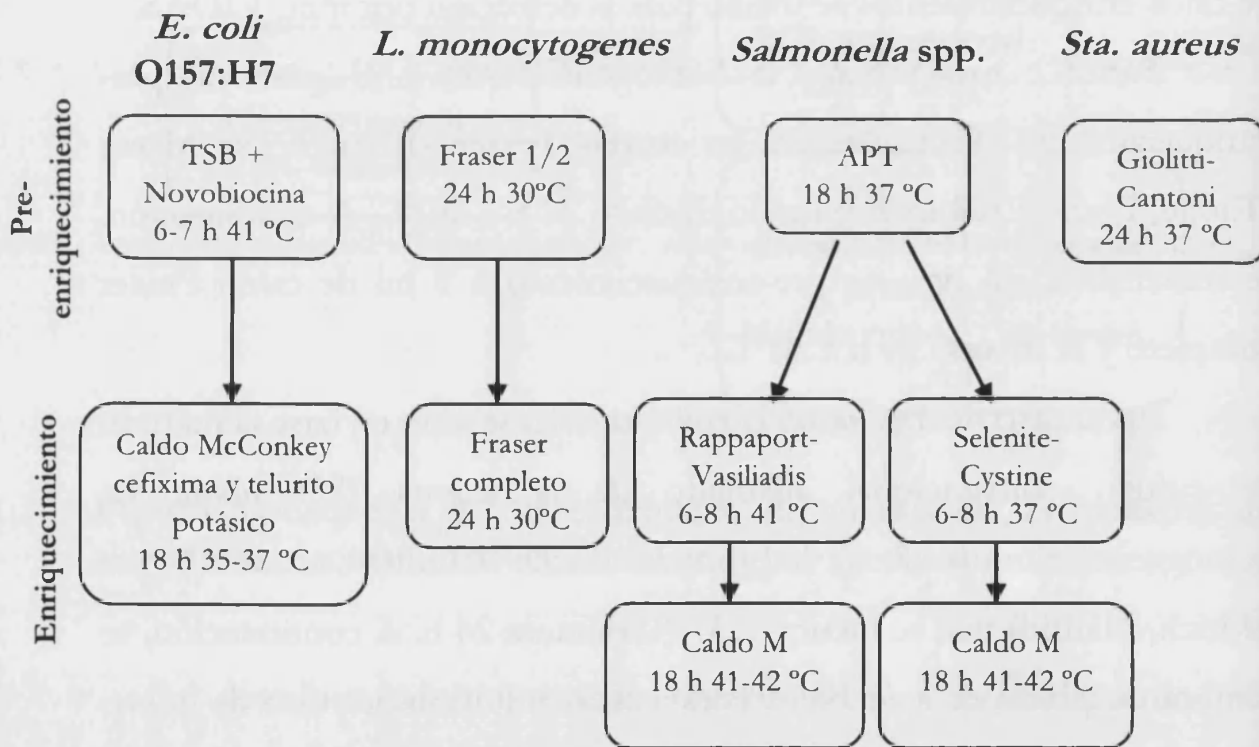 E. coli
O157:H7
L. monocytogenes
Salmonella spp.
Sta. aureus
Pre-
enriquecimiento
TSB +
Novobiocina
6-7 h 41 ºC
Fraser 1/2
24 h 30ºC
APT
18 h 37 ºC
Giolitti-
Cantoni
24 h 37 ºC
Enriquecimiento
Caldo McConkey
cefixima y telurito
potásico
18 h 35-37 ºC
Fraser
completo
24 h 30ºC
Rappaport-
Vasiliadis
6-8 h 41 ºC
Selenite-
Cystine
6-8 h 37 ºC
Caldo M
18 h 41-42 ºC
Caldo M
18 h 41-42 ºC